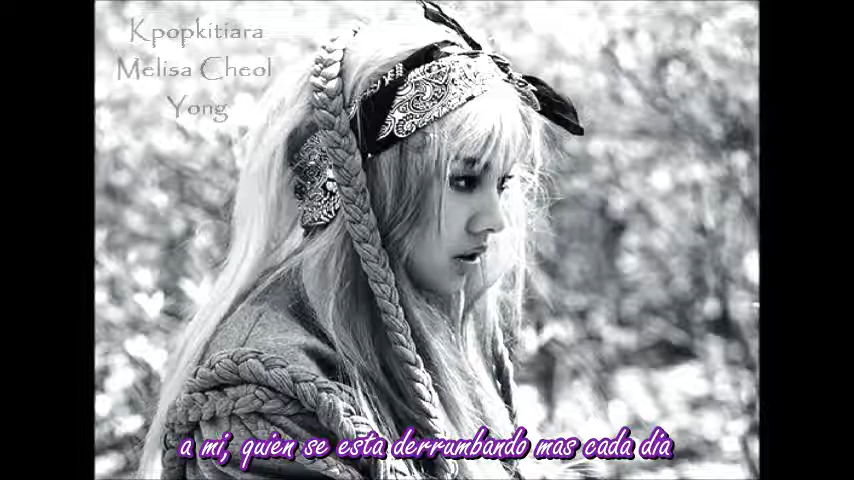 Kpopkitiara
Melisa Cheol
Yong
a mi, quien se esta derrumbando mas cada dia